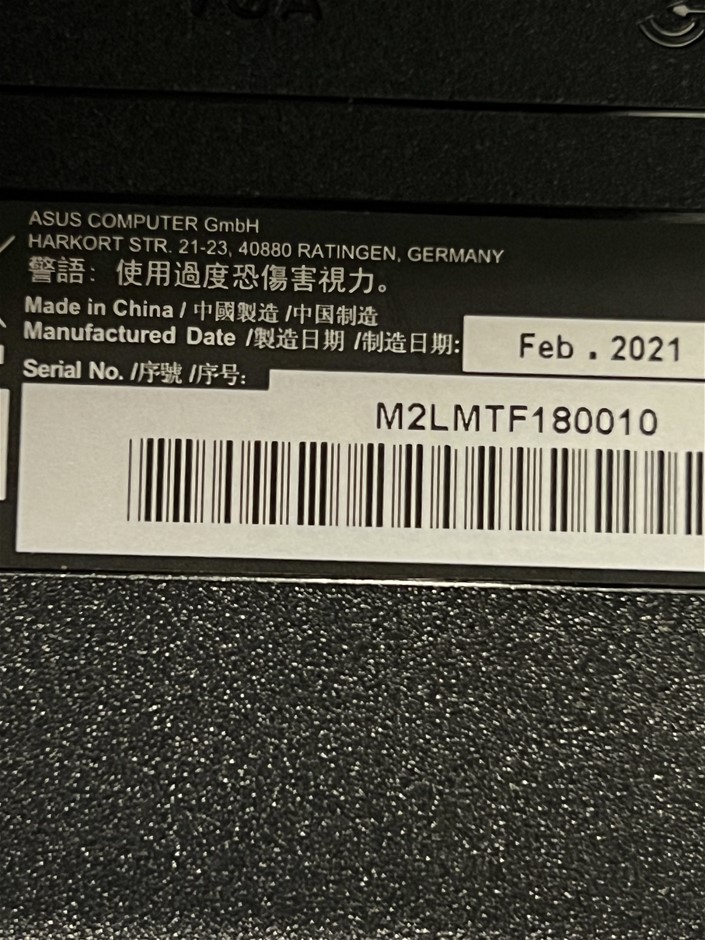 ASUS COMPUTER GmbH
HARKORT STR. 21-23, 40880 RATINGEN, GERMANY
警語：使用過度恐傷害視力。
Made in China / 中國製造 /中国制造
Manufactured Date /製造日期 /制造日期: Feb . 2021
Serial No. /序號 /序号:
M2LMTF180010